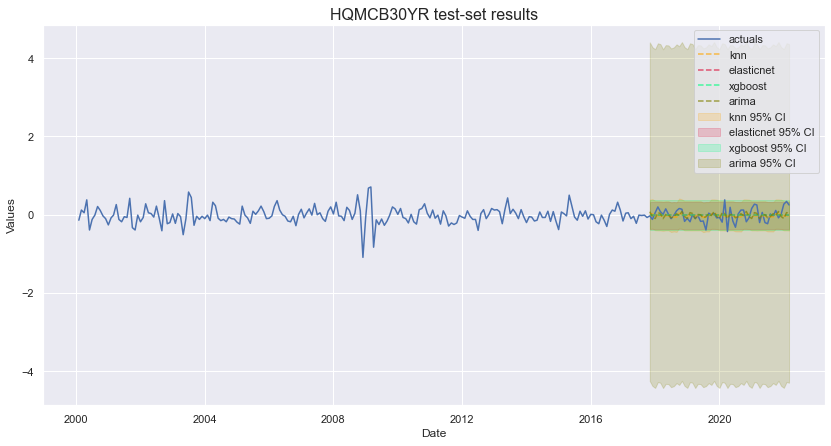 HQMCB30YR test-set results
Values
4
2
0
−2
−4
2000
2004
2008
2012
2016
2020
Date
actuals
knn
elasticnet
xgboost
arima
knn 95% CI
elasticnet 95% CI
xgboost 95% CI
arima 95% CI